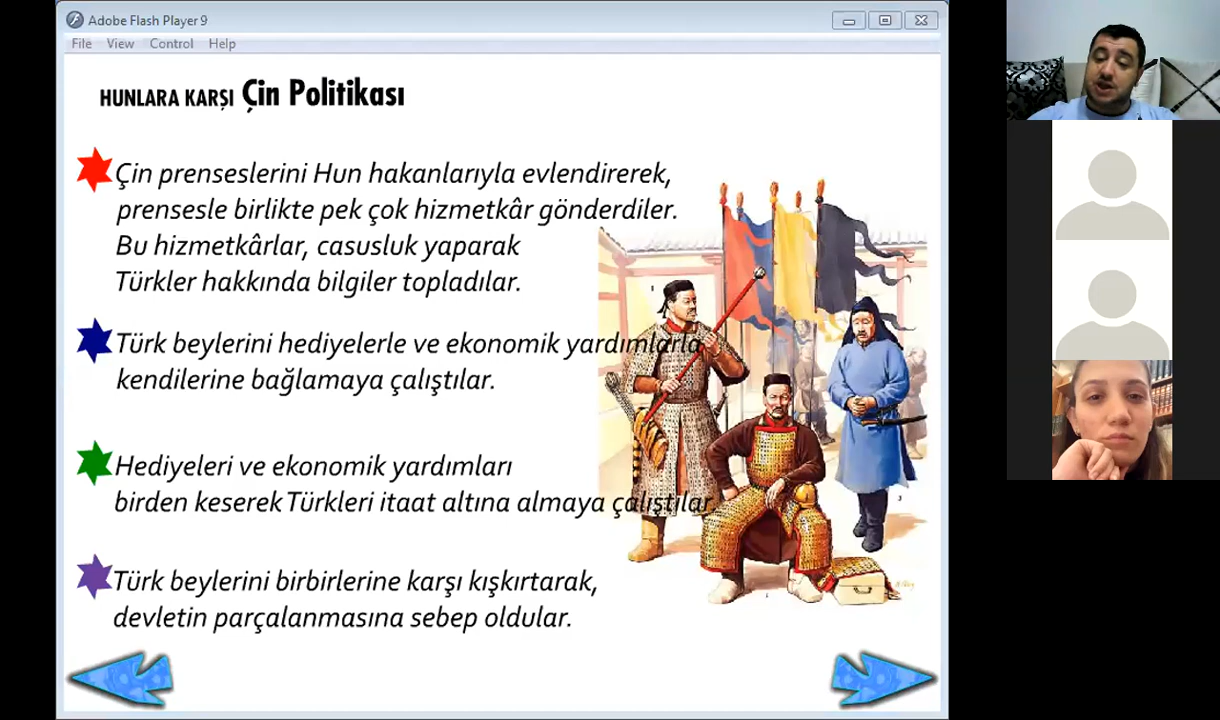 Adobe Flash Player 9
File View Control Help
HUNLARA KARŞI Çin Politikası
Çin prenseslerini Hun hakanlarıyla evlendirerek,
prensesle birlikte pek çok hizmetkâr gönderdiler.
Bu hizmetkârlar, casusluk yaparak
Türkler hakkında bilgiler topladılar.
Türk beylerini hediyelerle ve ekonomik yardımlarla
kendilerine bağlamaya çalıştılar.
Hediyeleri ve ekonomik yardımları
birden keserek Türkleri itaat altına almaya çalıştılar.
Türk beylerini birbirlerine karşı kışkırtarak,
devletin parçalanmasına sebep oldular.